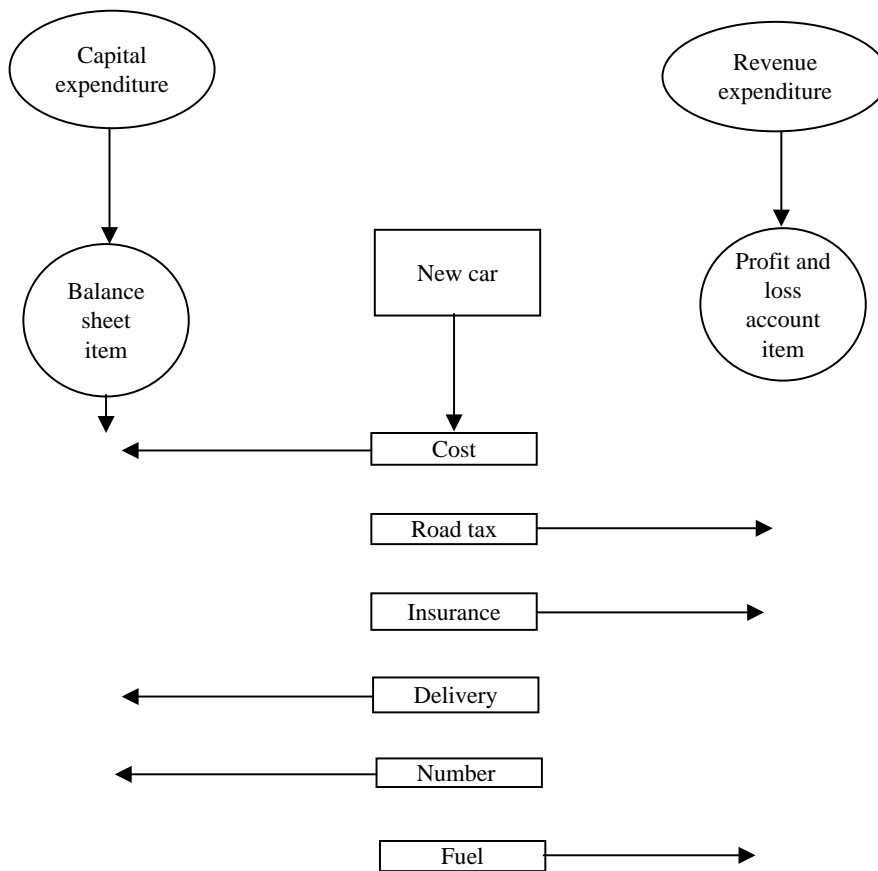 Capital
expenditure
Revenue
expenditure
Balance
sheet
item
New car
Profit and
loss
account
item
Cost
Road tax
Insurance
Delivery
Number
Fuel